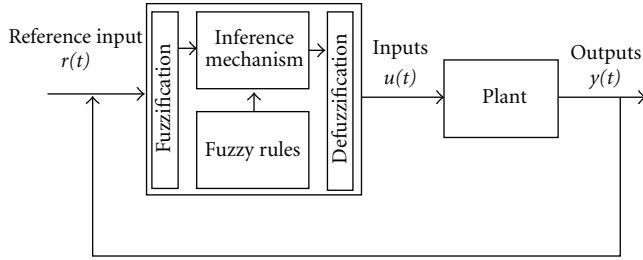 Reference input
r(t)
Fuzzification
Inference
mechanism
Fuzzy rules
Defuzzification
Inputs
u(t)
Plant
Outputs
y(t)